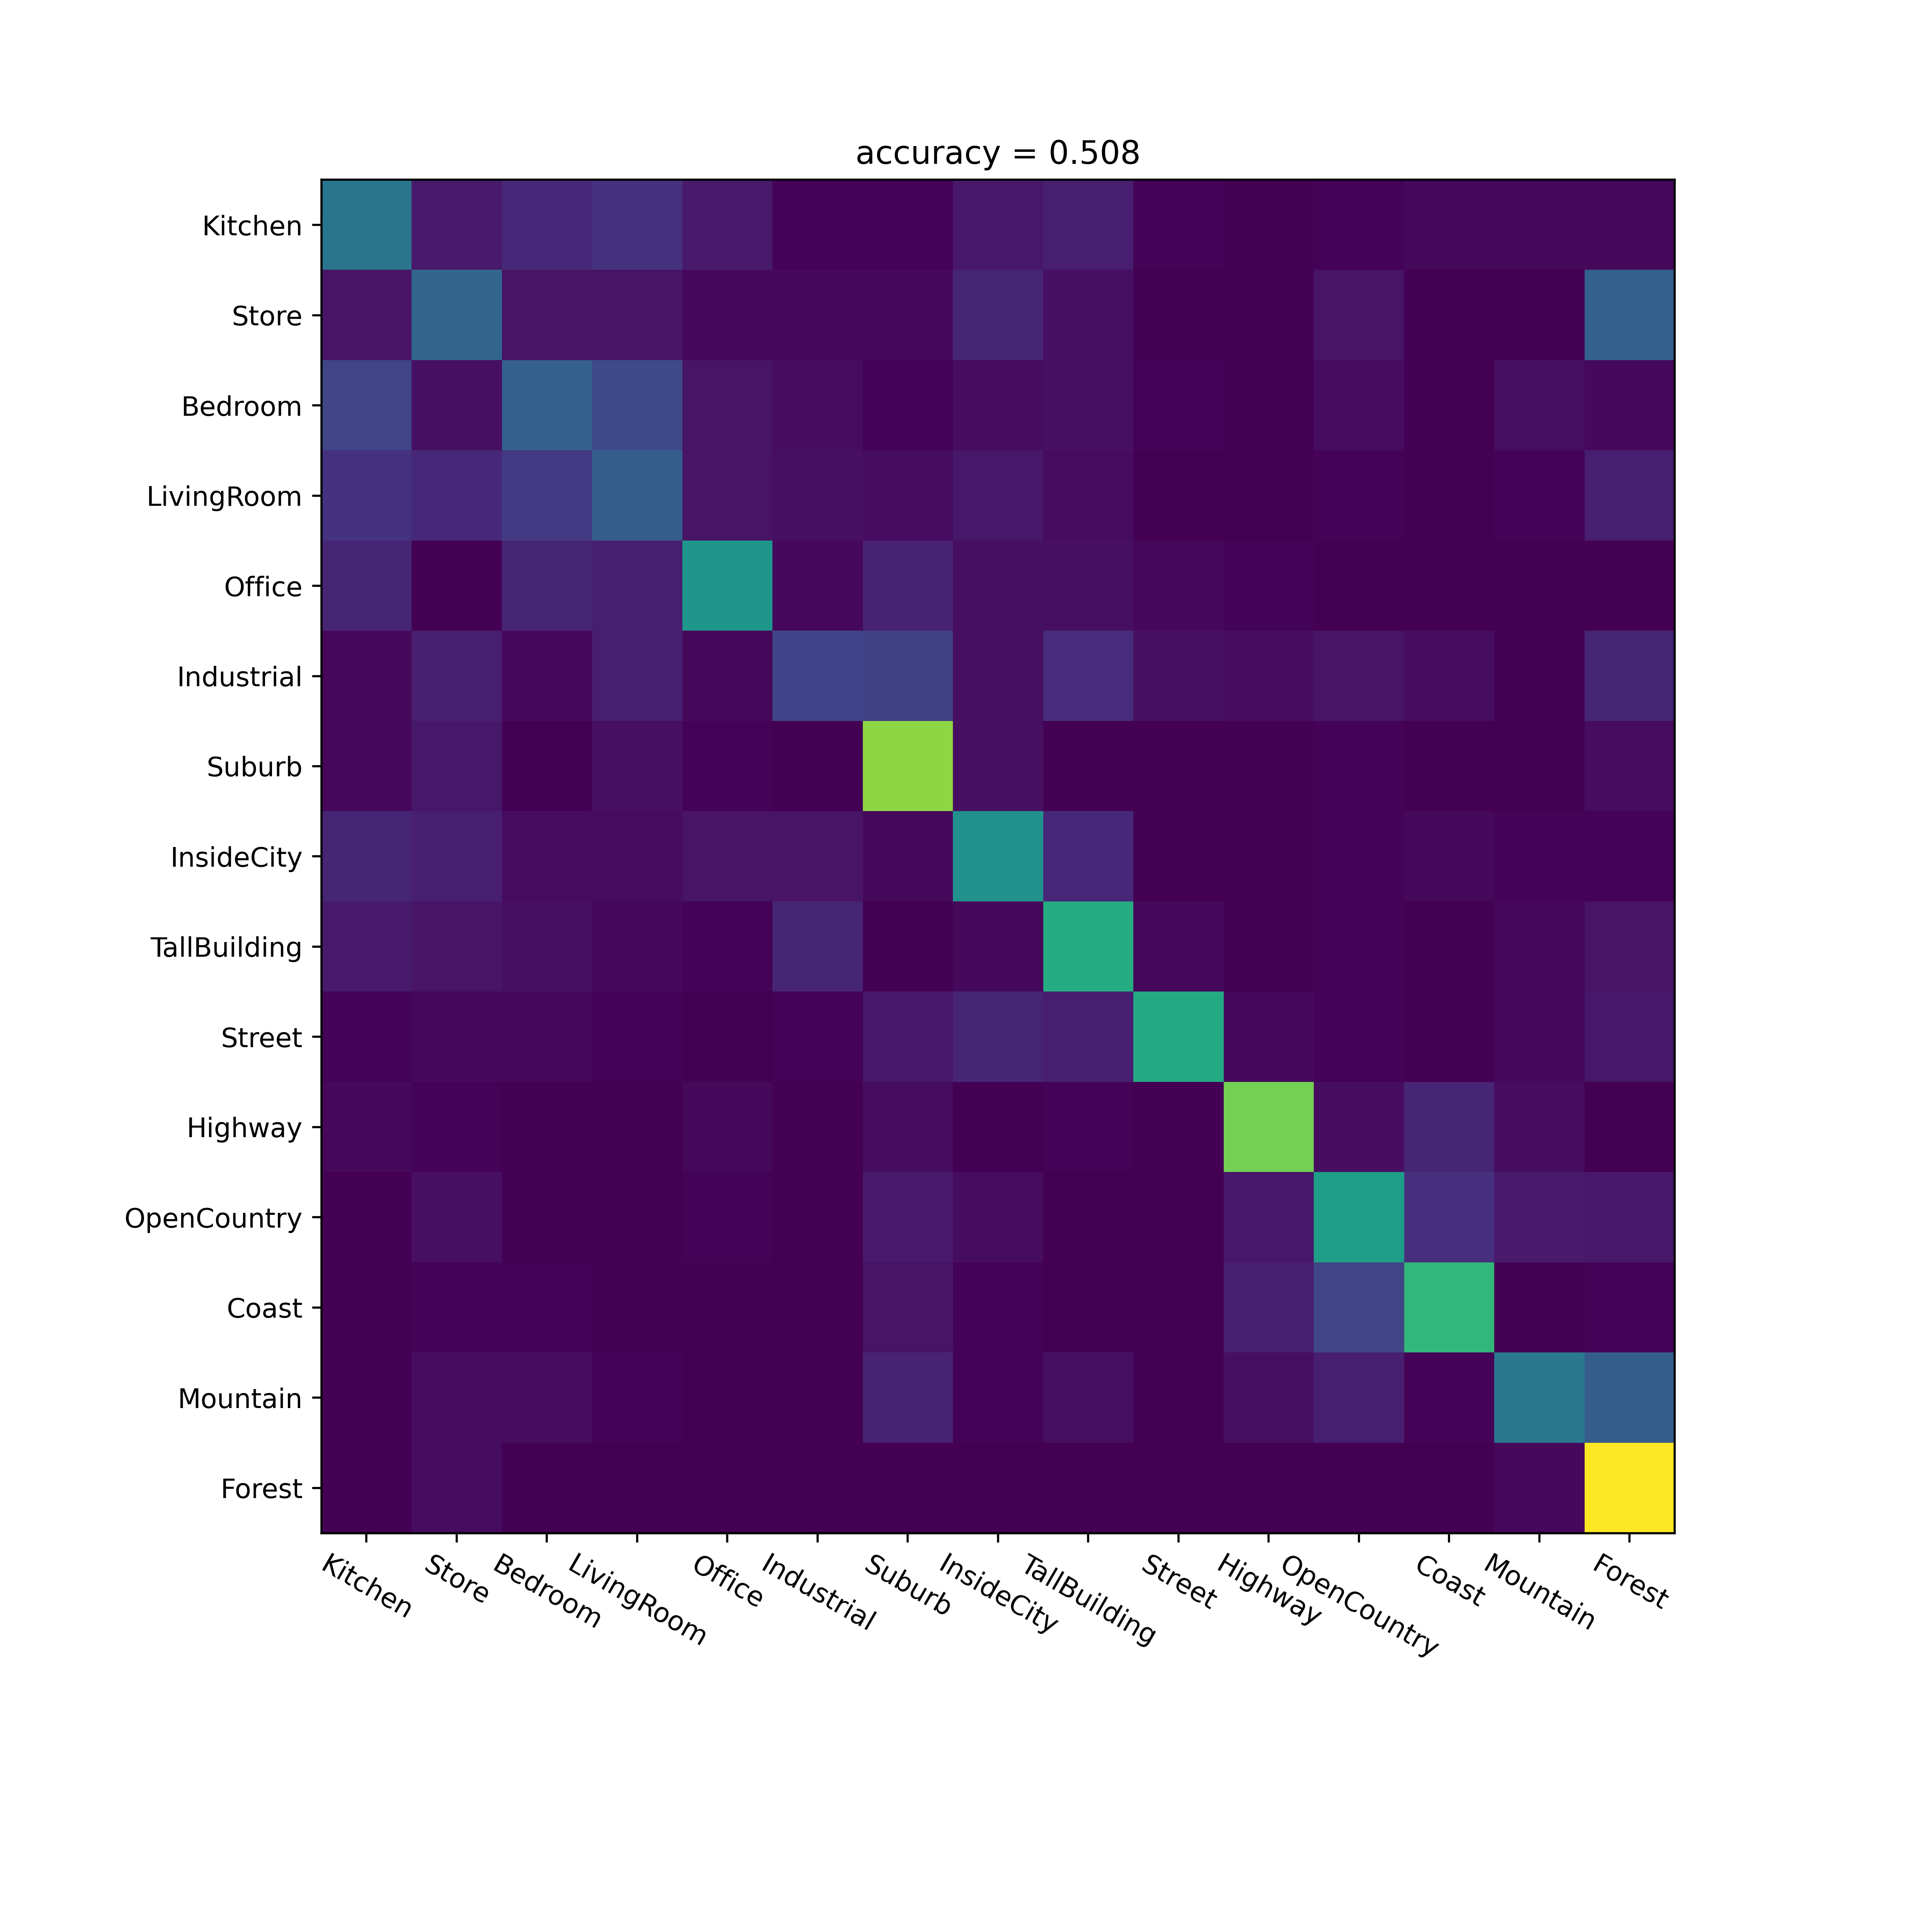 accuracy = 0.508
Kitchen
Store
Bedroom
LivingRoom
Office
Industrial
Suburb
InsideCity
TallBuilding
Street
Highway
OpenCountry
Coast
Mountain
Forest
Kitchen
Store
Bedroom
LivingRoom
Office
Industrial
Suburb
InsideCity
TallBuilding
Street
Highway
OpenCountry
Coast
Mountain
Forest